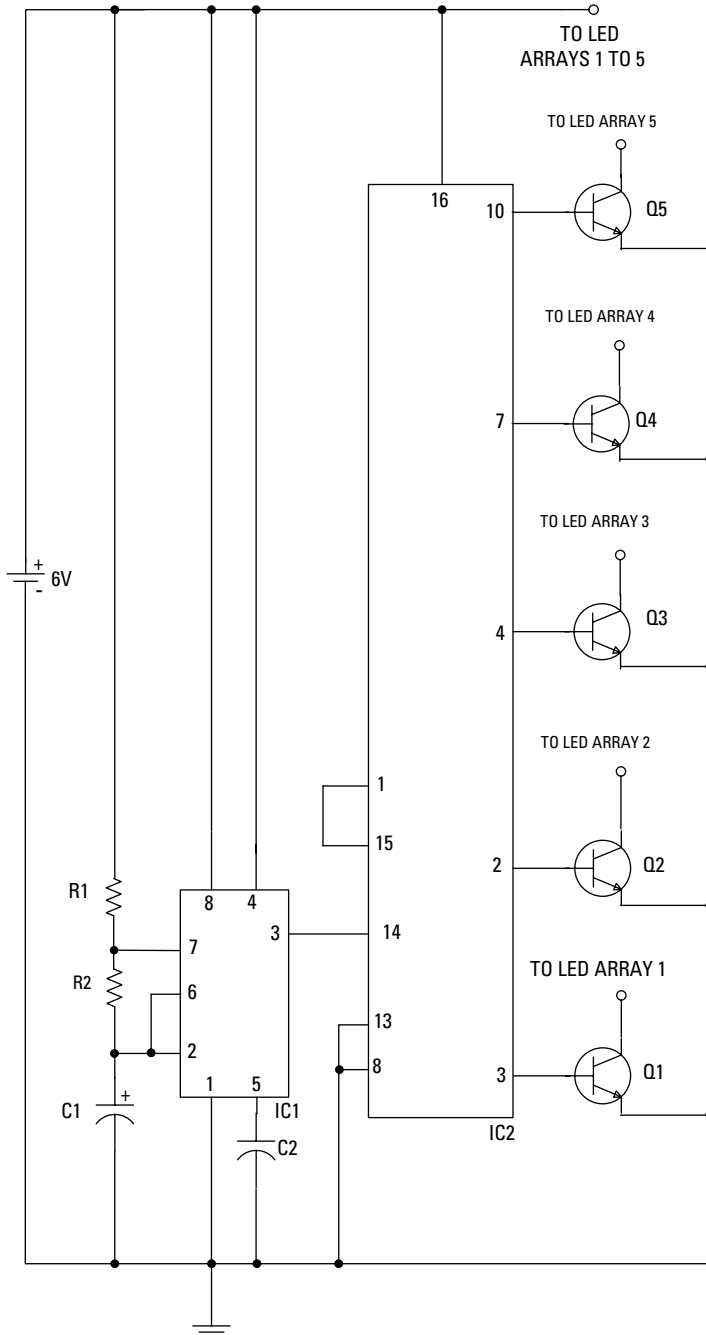 TO LED
ARRAYS 1 TO 5
TO LED ARRAY 5
16
10
Q5
TO LED ARRAY 4
7
Q4
TO LED ARRAY 3
+
6V
-
4
Q3
TO LED ARRAY 2
1
15
2
Q2
R1
8 4
3
14
7
R2
6
TO LED ARRAY 1
13
2
8
3
Q1
1 5
+
C1
IC1
C2
IC2